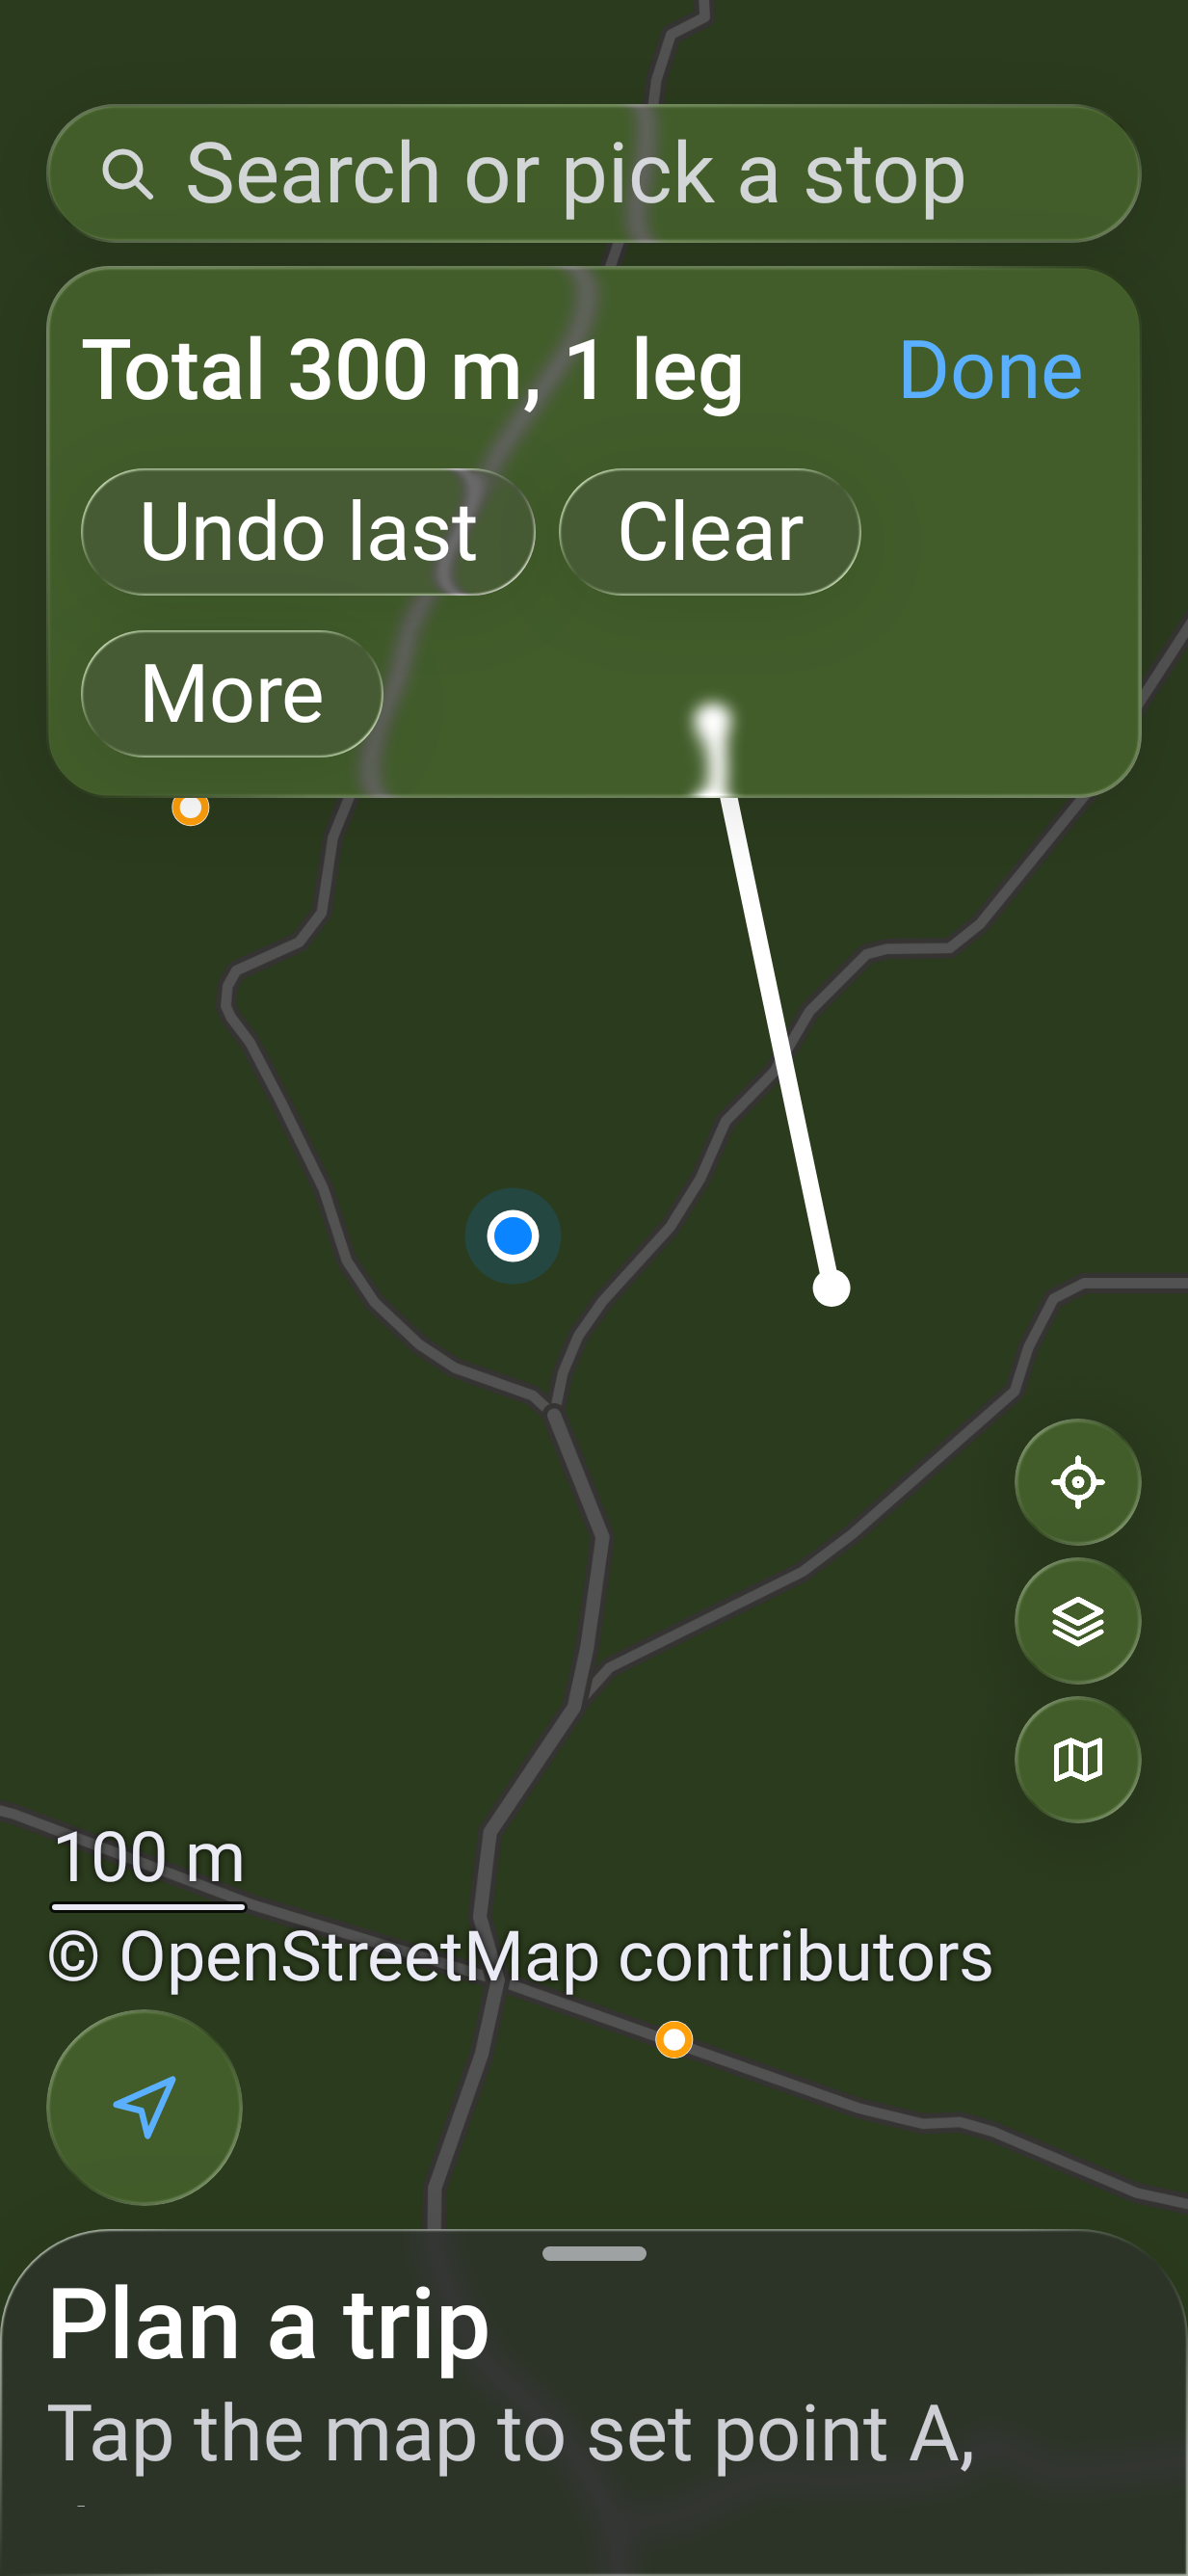 Search or pick a stop
Total 300 m, 1 leg
Done
Undo last
Clear
More
100 m
© OpenStreetMap contributors
Plan a trip
Tap the map to set point A,